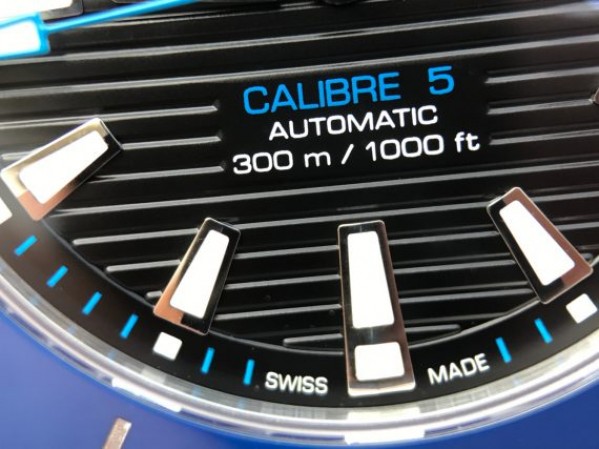 CALIBRE 5
AUTOMATIC
300 m / 1000 ft
SWISS MADE